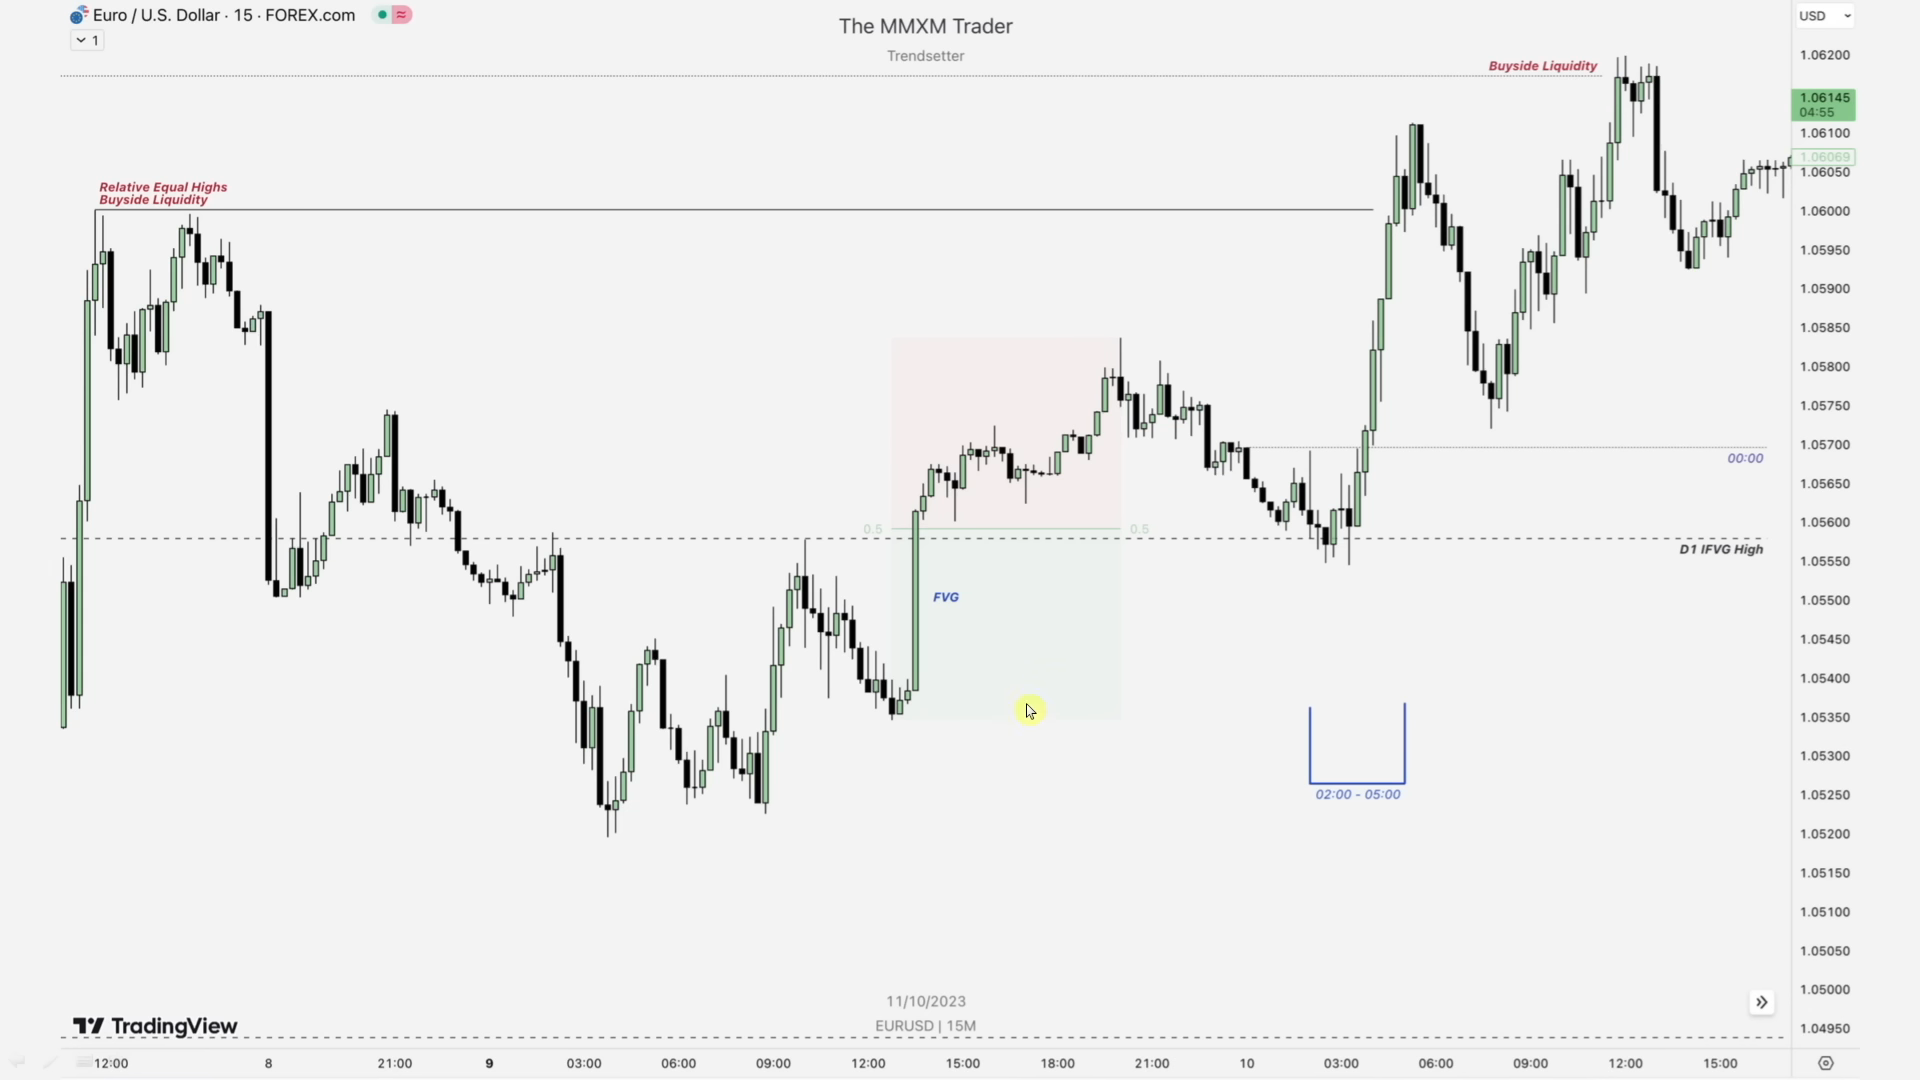 Euro / U.S. Dollar · 15 · FOREX.com
1
The MMXM Trader
Trendsetter
USD
1.06200
Buyside Liquidity
1.06145
04:55
1.06100
1.06069
1.06050
Relative Equal Highs
Buyside Liquidity
1.06000
1.05950
1.05900
1.05850
1.05800
1.05750
1.05700
00:00
1.05650
1.05600
0.5 0.5
D1 IFVG High
1.05550
FVG
1.05500
1.05450
1.05400
1.05350
1.05300
02:00 - 05:00
1.05250
1.05200
1.05150
1.05100
1.05050
1.05000
11/10/2023
EURUSD | 15M
TradingView
1.04950
12:00 8 21:00 9 03:00 06:00 09:00 12:00 15:00 18:00 21:00 10 03:00 06:00 09:00 12:00 15:00